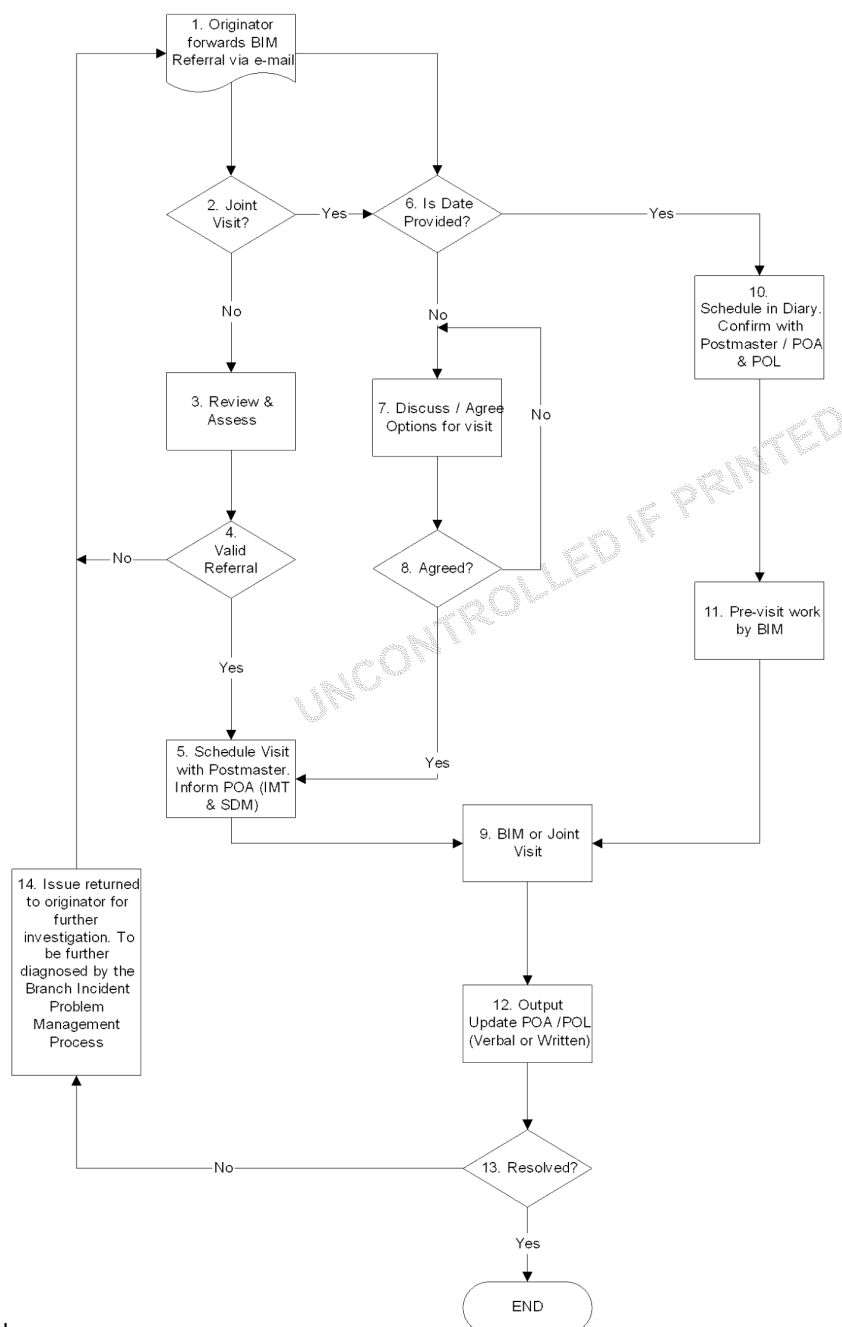 1. Originator
forwards BIM
Referral via e-mail
2. Joint
Visit?
Yes
6. Is Date
Provided?
Yes
No
No
10.
Schedule in Diary.
Confirm with
Postmaster / POA
& POL
3. Review &
Assess
7. Discuss / Agree
Options for visit
No
4.
Valid
Referral
No
8. Agreed?
11. Pre-visit work
by BIM
UNCONTROLLED IF PRINTED
Yes
5. Schedule Visit
with Postmaster.
Inform POA (IMT
& SDM)
Yes
9. BIM or Joint
Visit
14. Issue returned
to originator for
further
investigation. To
be further
diagnosed by the
Branch Incident
Problem
Management
Process
12. Output
Update POA /POL
(Verbal or Written)
No
13. Resolved?
Yes
END